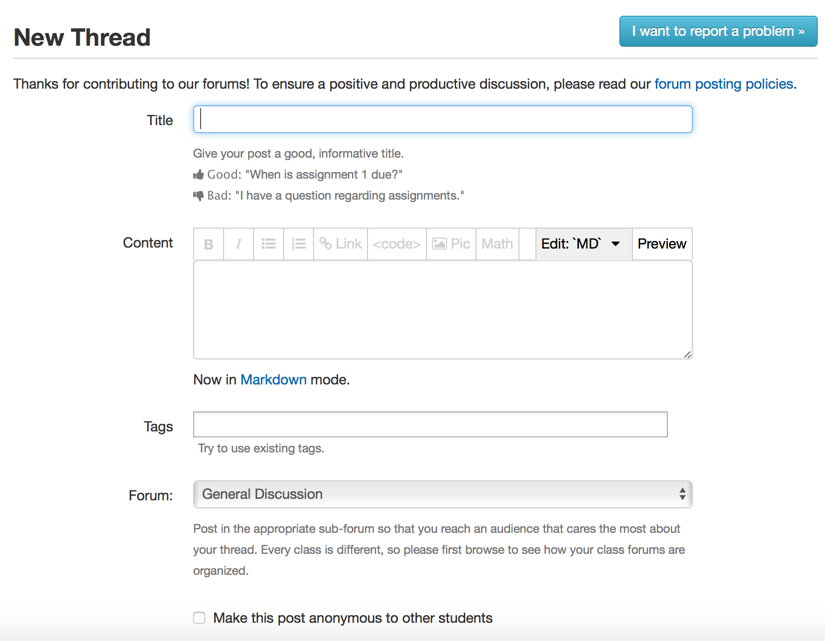 New Thread
I want to report a problem »
Thanks for contributing to our forums! To ensure a positive and productive discussion, please read our forum posting policies.
Title
Give your post a good, informative title.
Good: "When is assignment 1 due?"
Bad: "I have a question regarding assignments."
Content
B I Link <code> Pic Math Edit: `MD` Preview
Now in Markdown mode.
Tags
Try to use existing tags.
Forum: General Discussion
Post in the appropriate sub-forum so that you reach an audience that cares the most about
your thread. Every class is different, so please first browse to see how your class forums are
organized.
Make this post anonymous to other students